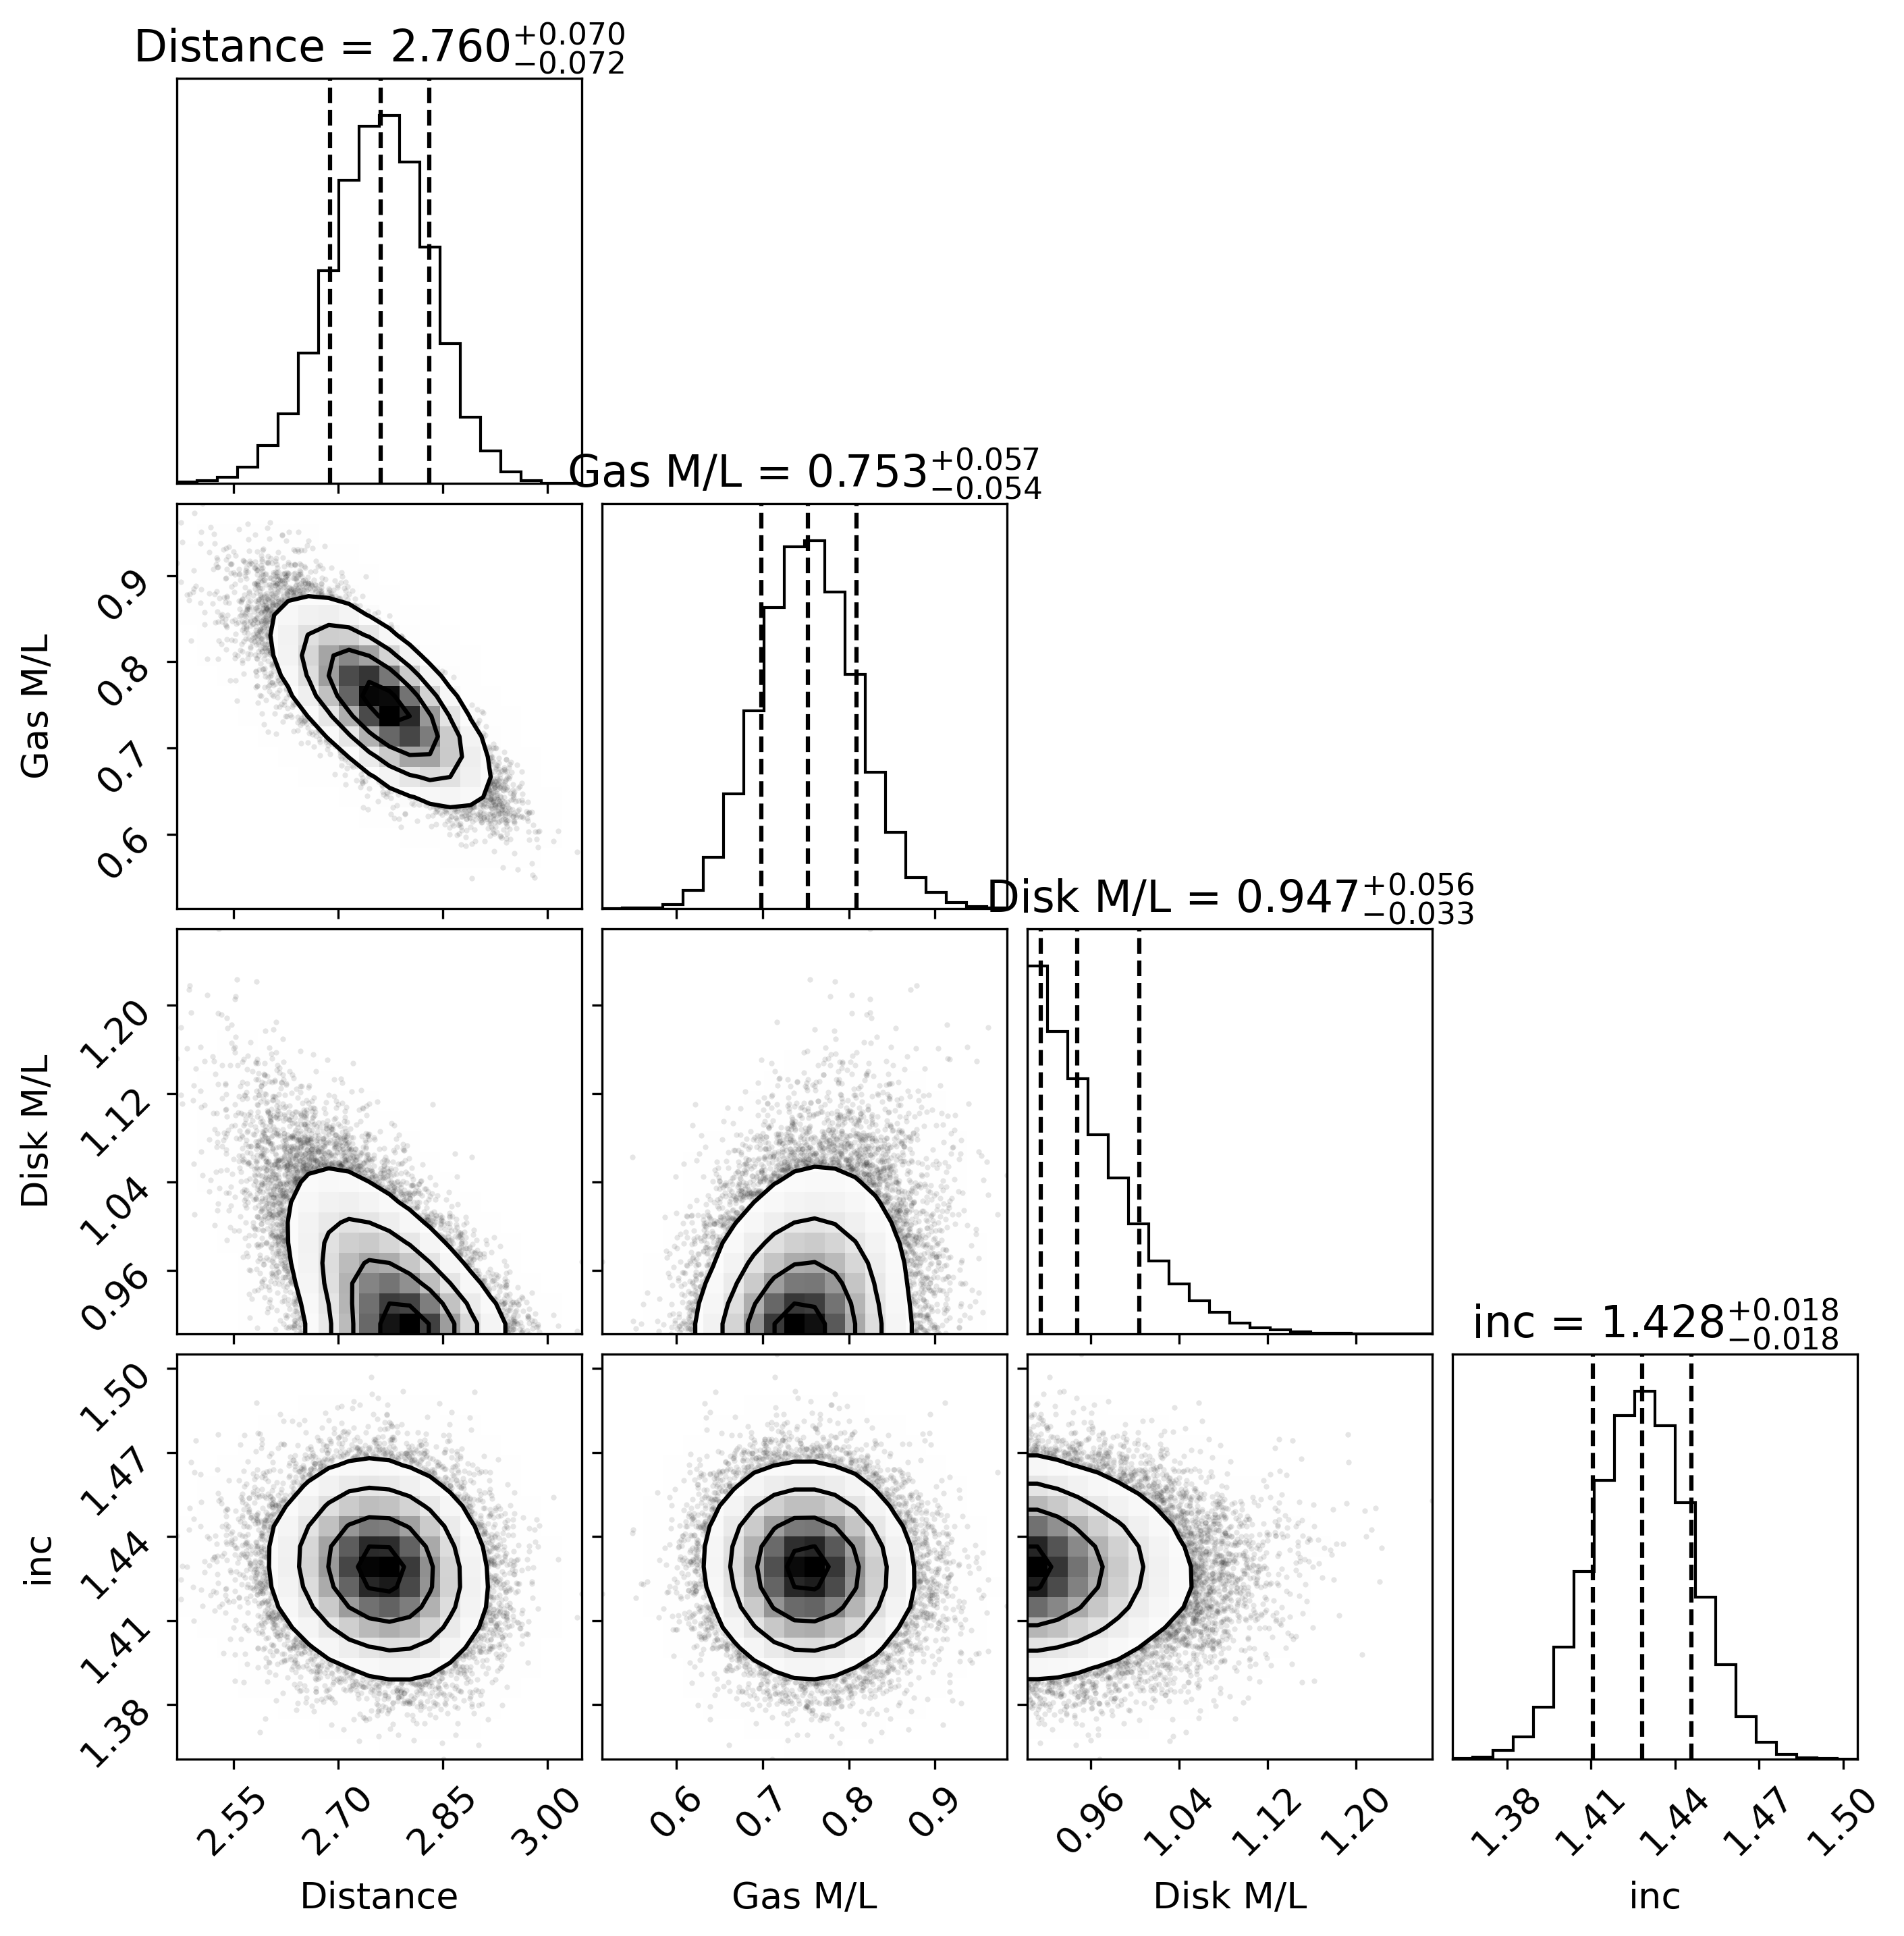 Distance = 2.760 +0.070 −0.072
Gas M/L = 0.753 +0.057 −0.054
0.9
0.8
0.7
0.6
Gas M/L
Disk M/L = 0.947 +0.056 −0.033
1.20
1.12
1.04
0.96
Disk M/L
inc = 1.428 +0.018 −0.018
1.50
1.47
1.44
1.41
1.38
inc
2.55 2.70 2.85 3.00 0.6 0.7 0.8 0.9 0.96 1.04 1.12 1.20 1.38 1.41 1.44 1.47 1.50
Distance Gas M/L Disk M/L inc